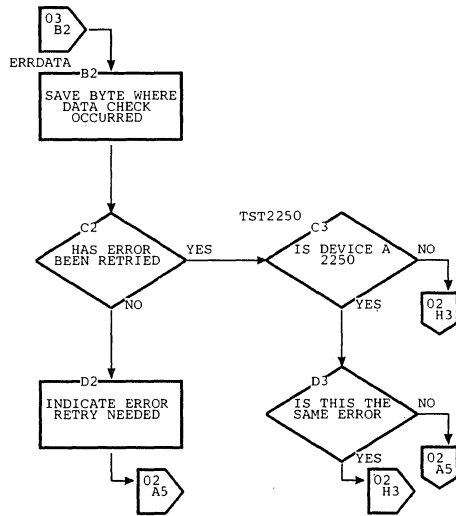 03
B2
ERRDATA
B2
SAVE BYTE WHERE
DATA CHECK
OCCURRED
C2
HAS ERROR
BEEN RETRIED
YES
NO
TST2250
C3
IS DEVICE A
2250
NO
YES
02
H3
D2
INDICATE ERROR
RETRY NEEDED
02
A5
D3
IS THIS THE
SAME ERROR
NO
YES
02
A5
02
H3